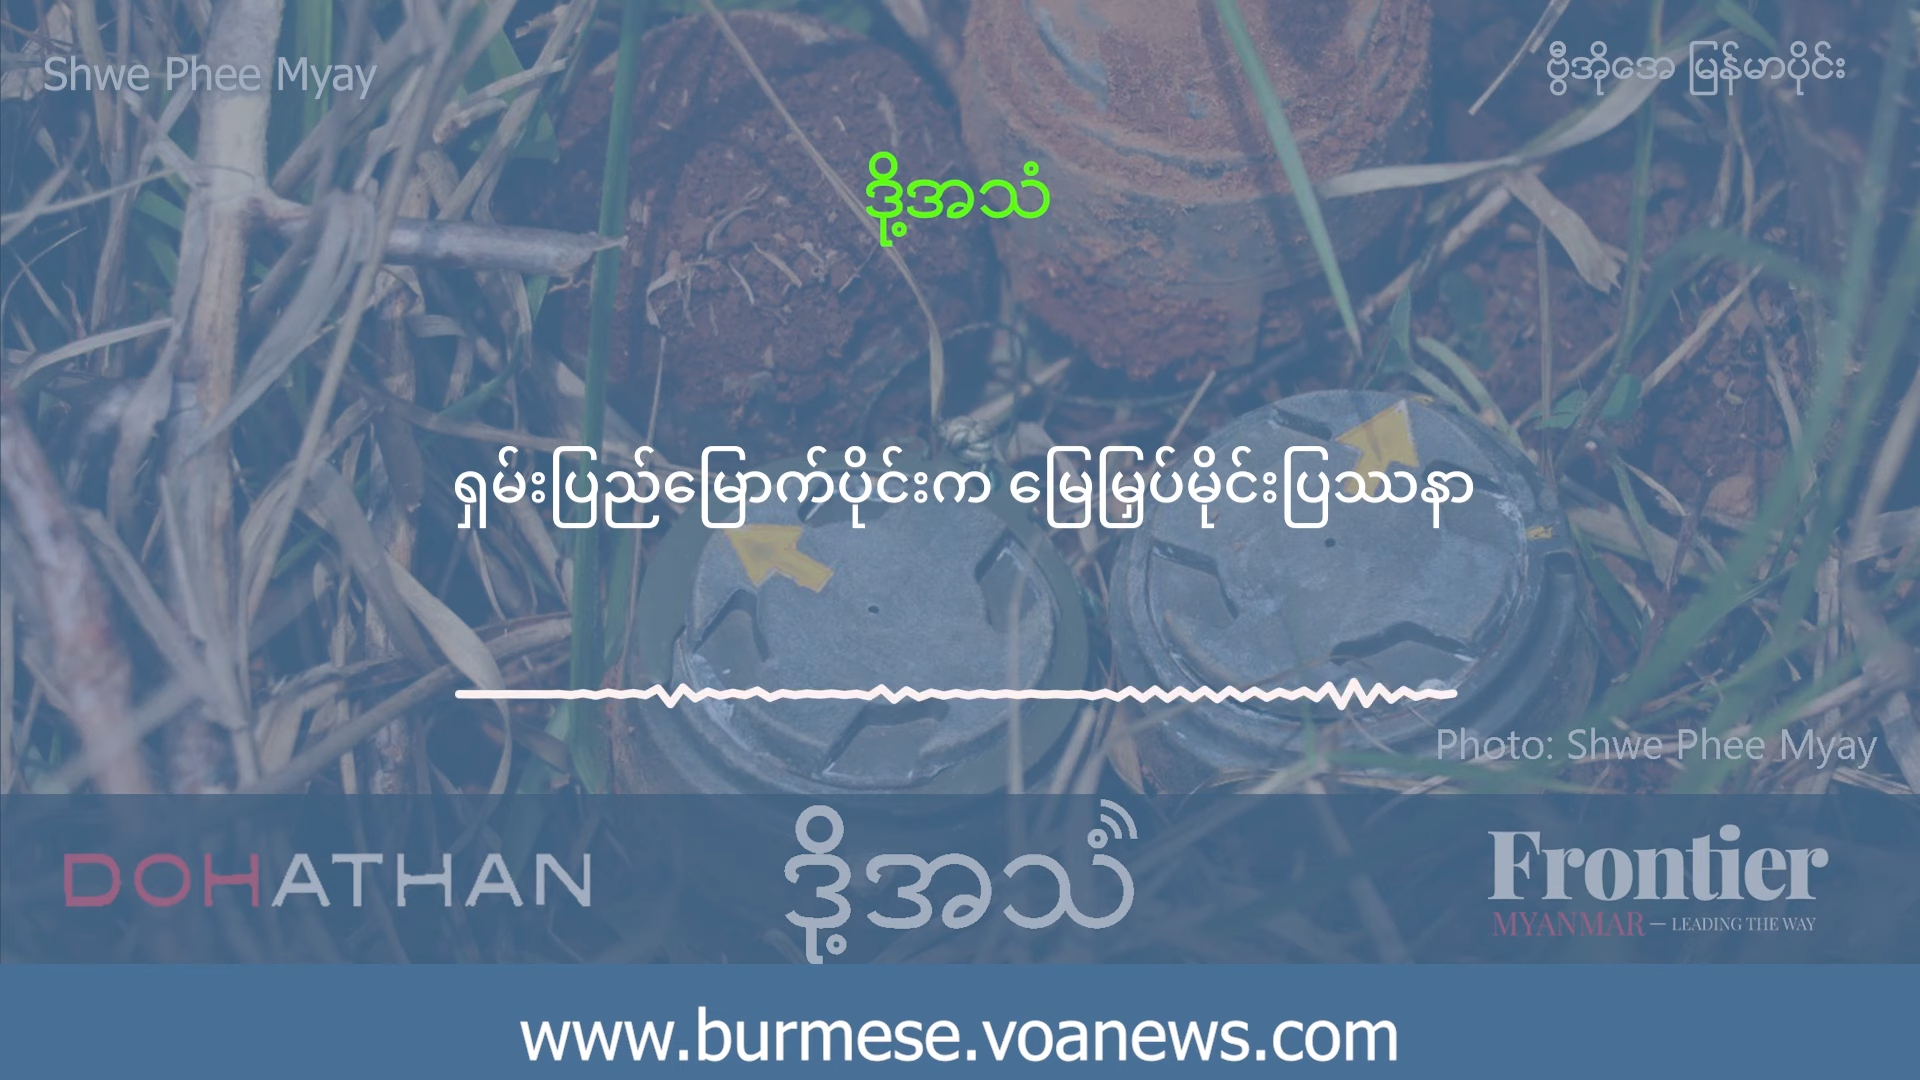 Shwe Phee Myay
ဗွီအိုအေ မြန်မာပိုင်း
ဒို့အသံ
ရှမ်းပြည်မြောက်ပိုင်းက မြေမြှပ်မိုင်းပြဿနာ
Photo: Shwe Phee Myay
DOHATHAN
ဒို့အသံ
Frontier
MYANMAR — LEADING THE WAY
www.burmese.voanews.com